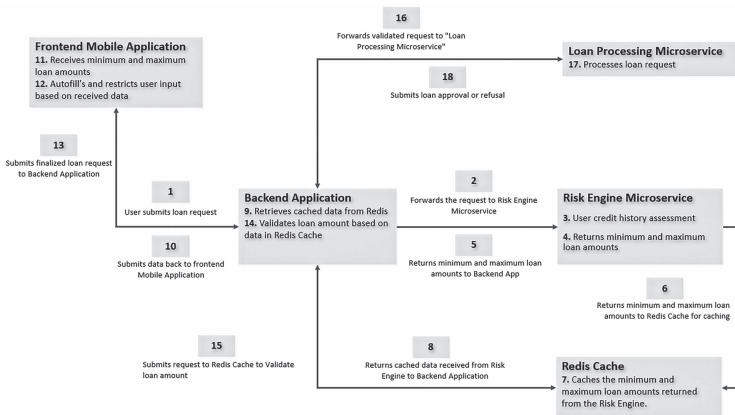 16
Forwards validated request to "Loan
Processing Microservice"
Frontend Mobile Application
11. Receives minimum and maximum
loan amounts
12. Autofill's and restricts user input
based on received data
Loan Processing Microservice
17. Processes loan request
18
Submits loan approval or refusal
13
Submits finalized loan request
to Backend Application
1
User submits loan request
10
Submits data back to frontend
Mobile Application
Backend Application
9. Retrieves cached data from Redis
14. Validates loan amount based on
data in Redis Cache
2
Forwards the request to Risk Engine
Microservice
5
Returns minimum and maximum loan
amounts to Backend App
Risk Engine Microservice
3. User credit history assessment
4. Returns minimum and maximum
loan amounts
6
Returns minimum and maximum loan
amounts to Redis Cache for caching
15
Submits request to Redis Cache to Validate
loan amount
8
Returns cached data received from Risk
Engine to Backend Application
Redis Cache
7. Caches the minimum and
maximum loan amounts returned
from the Risk Engine.